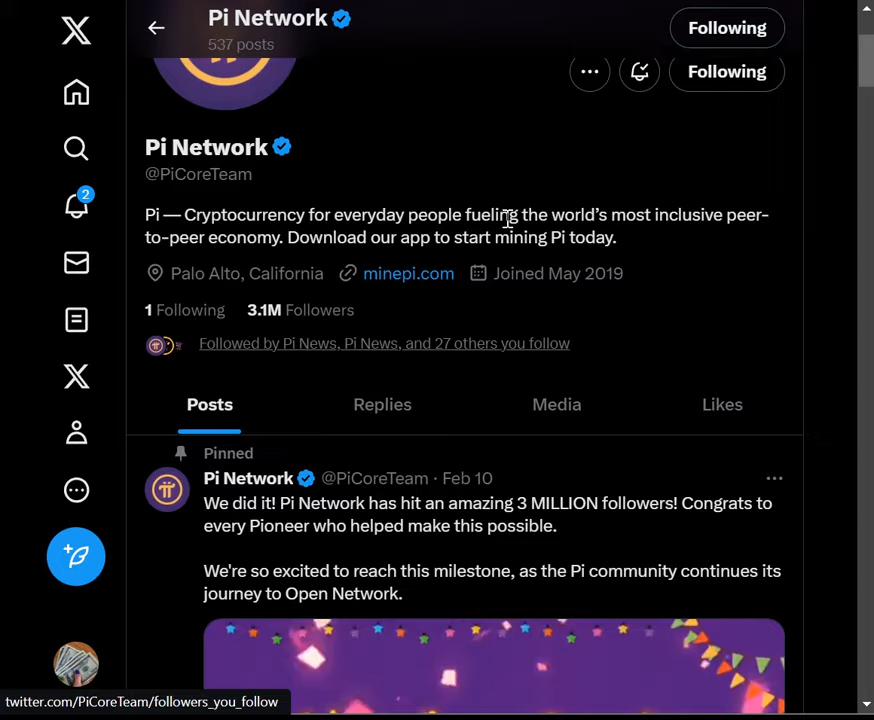 Pi Network
537 posts
Following
Following
Pi Network
@PiCoreTeam
Pi — Cryptocurrency for everyday people fueling the world’s most inclusive peer-
to-peer economy. Download our app to start mining Pi today.
Palo Alto, California minepi.com Joined May 2019
1 Following 3.1M Followers
Followed by Pi News, Pi News, and 27 others you follow
Posts Replies Media Likes
Pinned
Pi Network @PiCoreTeam · Feb 10
We did it! Pi Network has hit an amazing 3 MILLION followers! Congrats to
every Pioneer who helped make this possible.
We're so excited to reach this milestone, as the Pi community continues its
journey to Open Network.
2
twitter.com/PiCoreTeam/followers_you_follow